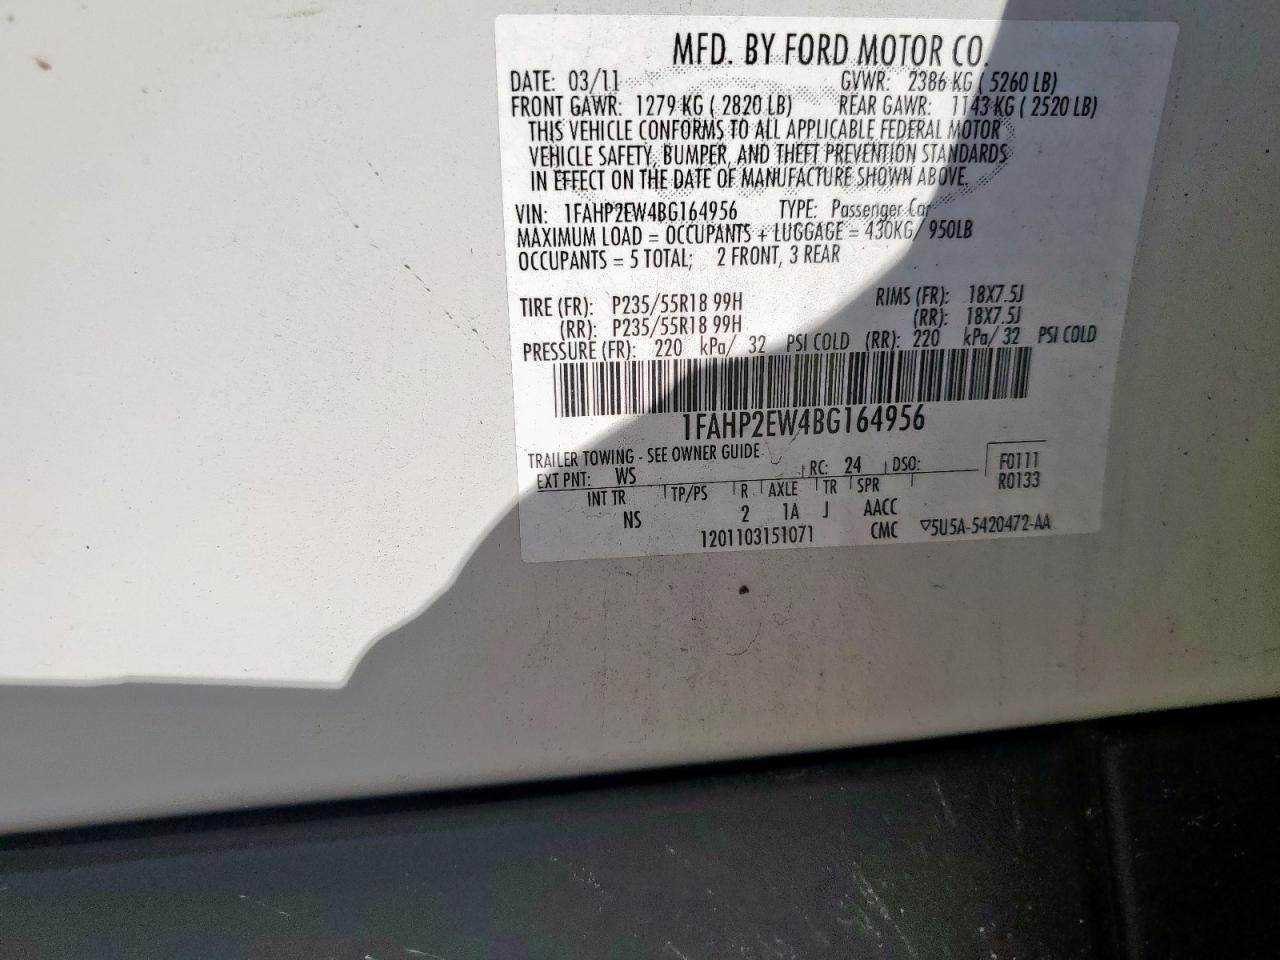 MFD. BY FORD MOTOR CO.
DATE: 03/11 GVWR: 2386 KG ( 5260 LB)
FRONT GAWR: 1279 KG ( 2820 LB) REAR GAWR: 1143 KG ( 2520 LB)
THIS VEHICLE CONFORMS TO ALL APPLICABLE FEDERAL MOTOR
VEHICLE SAFETY, BUMPER, AND THEFT PREVENTION STANDARDS
IN EFFECT ON THE DATE OF MANUFACTURE SHOWN ABOVE.
VIN: 1FAHP2EW4BG164956 TYPE: Passenger Car
MAXIMUM LOAD = OCCUPANTS + LUGGAGE = 430KG/ 950LB
OCCUPANTS = 5 TOTAL; 2 FRONT, 3 REAR
TIRE (FR): P235/55R18 99H RIMS (FR): 18X7.5J
(RR): P235/55R18 99H (RR): 18X7.5J
PRESSURE (FR): 220 kPa/ 32 PSI COLD (RR): 220 kPa/ 32 PSI COLD
1FAHP2EW4BG164956
TRAILER TOWING - SEE OWNER GUIDE
EXT PNT: WS RC: 24 DSO: F0111
R0133
INT TR TP/PS R AXLE TR SPR
NS 2 1A J AACC
1201103151071 CMC ▽5U5A-5420472-AA